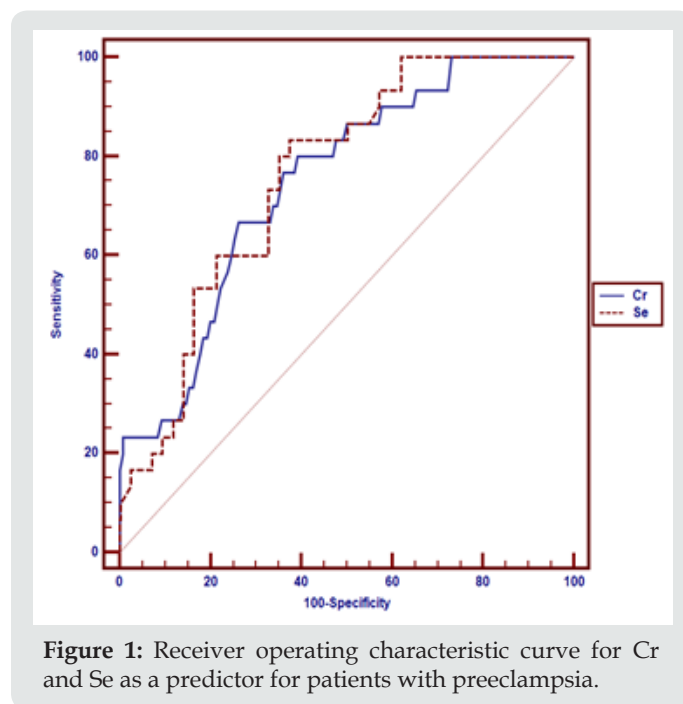 100
80
60
40
20
0
Sensitivity
0 20 40 60 80 100
100-Specificity
Cr
Se
Figure 1: Receiver operating characteristic curve for Cr
and Se as a predictor for patients with preeclampsia.